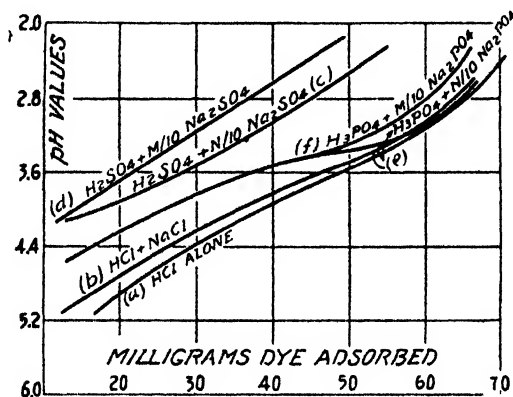 2.0
2.8
3.6
4.4
5.2
6.0
pH VALUES
(d) H2SO4 + M/10 Na2SO4
H2SO4 + N/10 Na2SO4 (c)
(f) H3PO4 + M/10 Na2PO4
H3PO4 + N/10 Na2PO4
(e)
(b) HCl + NaCl
(a) HCl ALONE
MILLIGRAMS DYE ADSORBED
20
30
40
50
60
70